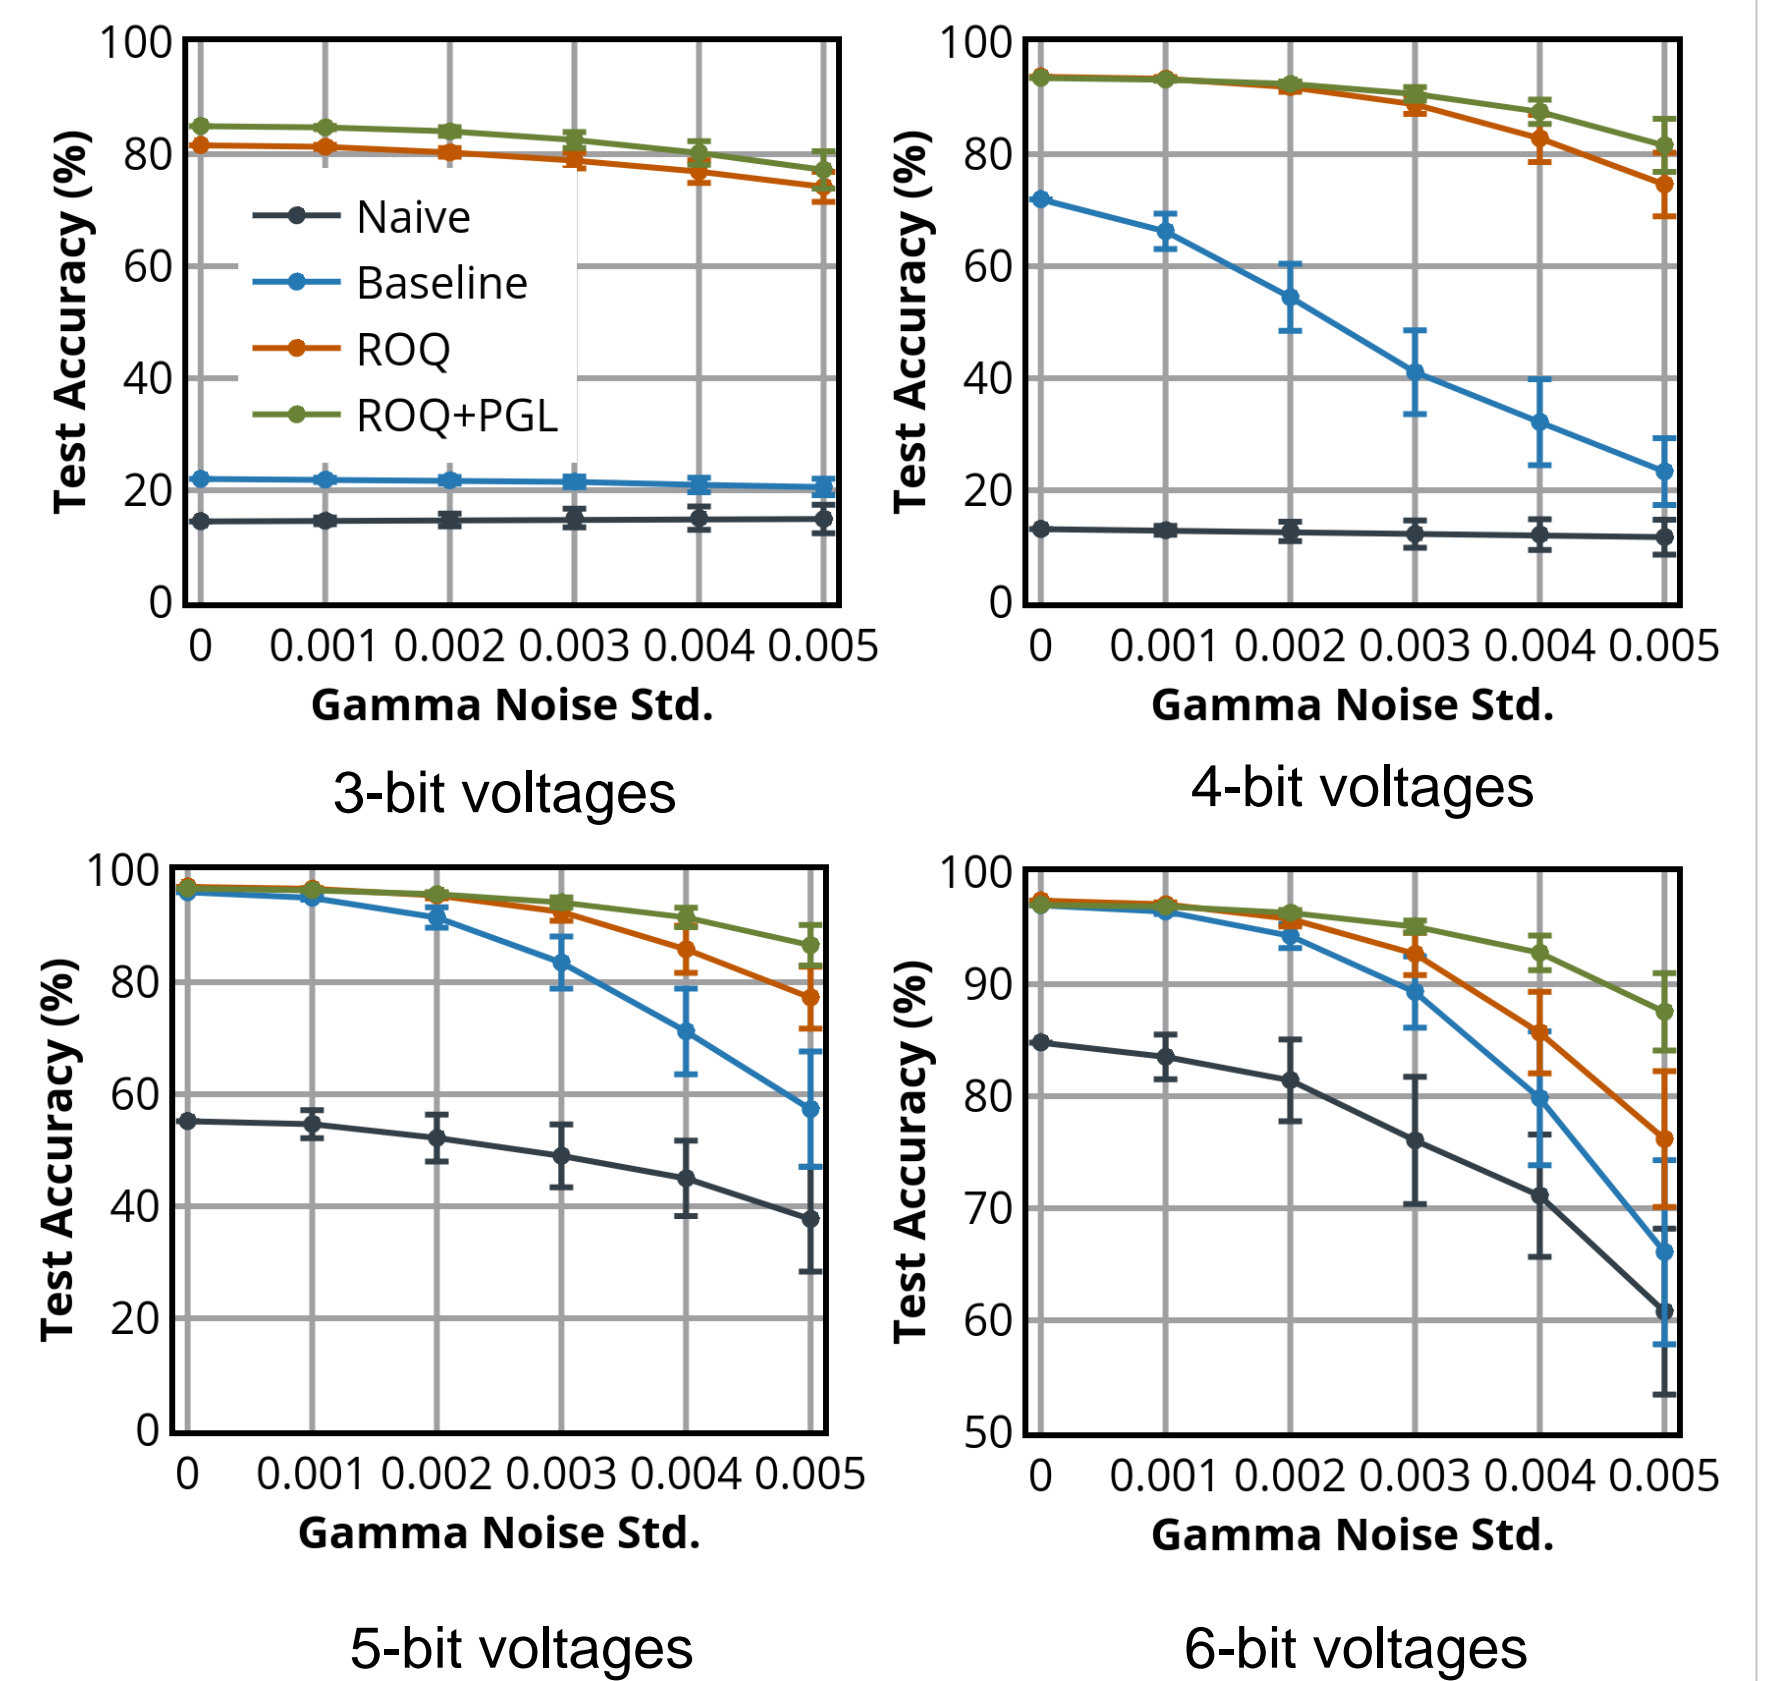 100
80
60
40
20
0
Test Accuracy (%)
Naive
Baseline
ROQ
ROQ+PGL
0 0.001 0.002 0.003 0.004 0.005
Gamma Noise Std.
3-bit voltages
100
80
60
40
20
0
Test Accuracy (%)
0 0.001 0.002 0.003 0.004 0.005
Gamma Noise Std.
4-bit voltages
100
80
60
40
20
0
Test Accuracy (%)
0 0.001 0.002 0.003 0.004 0.005
Gamma Noise Std.
5-bit voltages
100
90
80
70
60
50
Test Accuracy (%)
0 0.001 0.002 0.003 0.004 0.005
Gamma Noise Std.
6-bit voltages